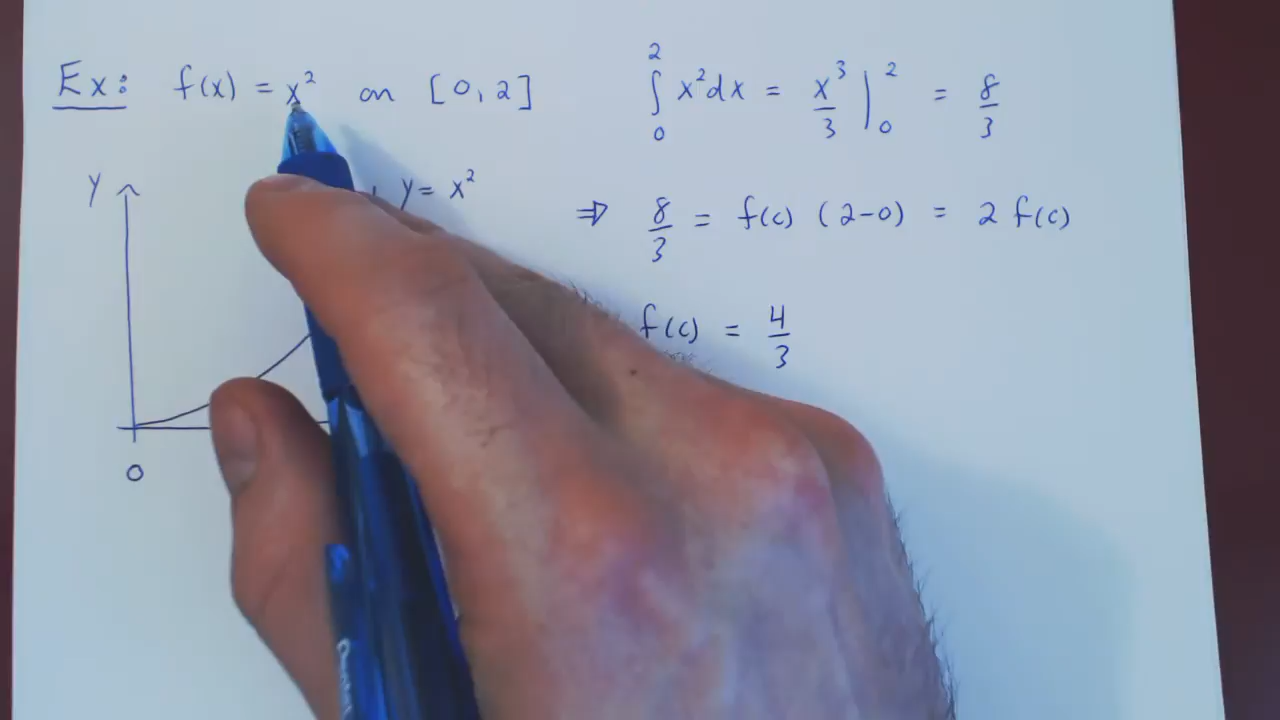 Ex: f(x) = x² on [0, 2]
∫₀² x² dx = x³/3 |₀² = 8/3
y
y = x²
⇒ 8/3 = f(c) (2-0) = 2 f(c)
f(c) = 4/3
0